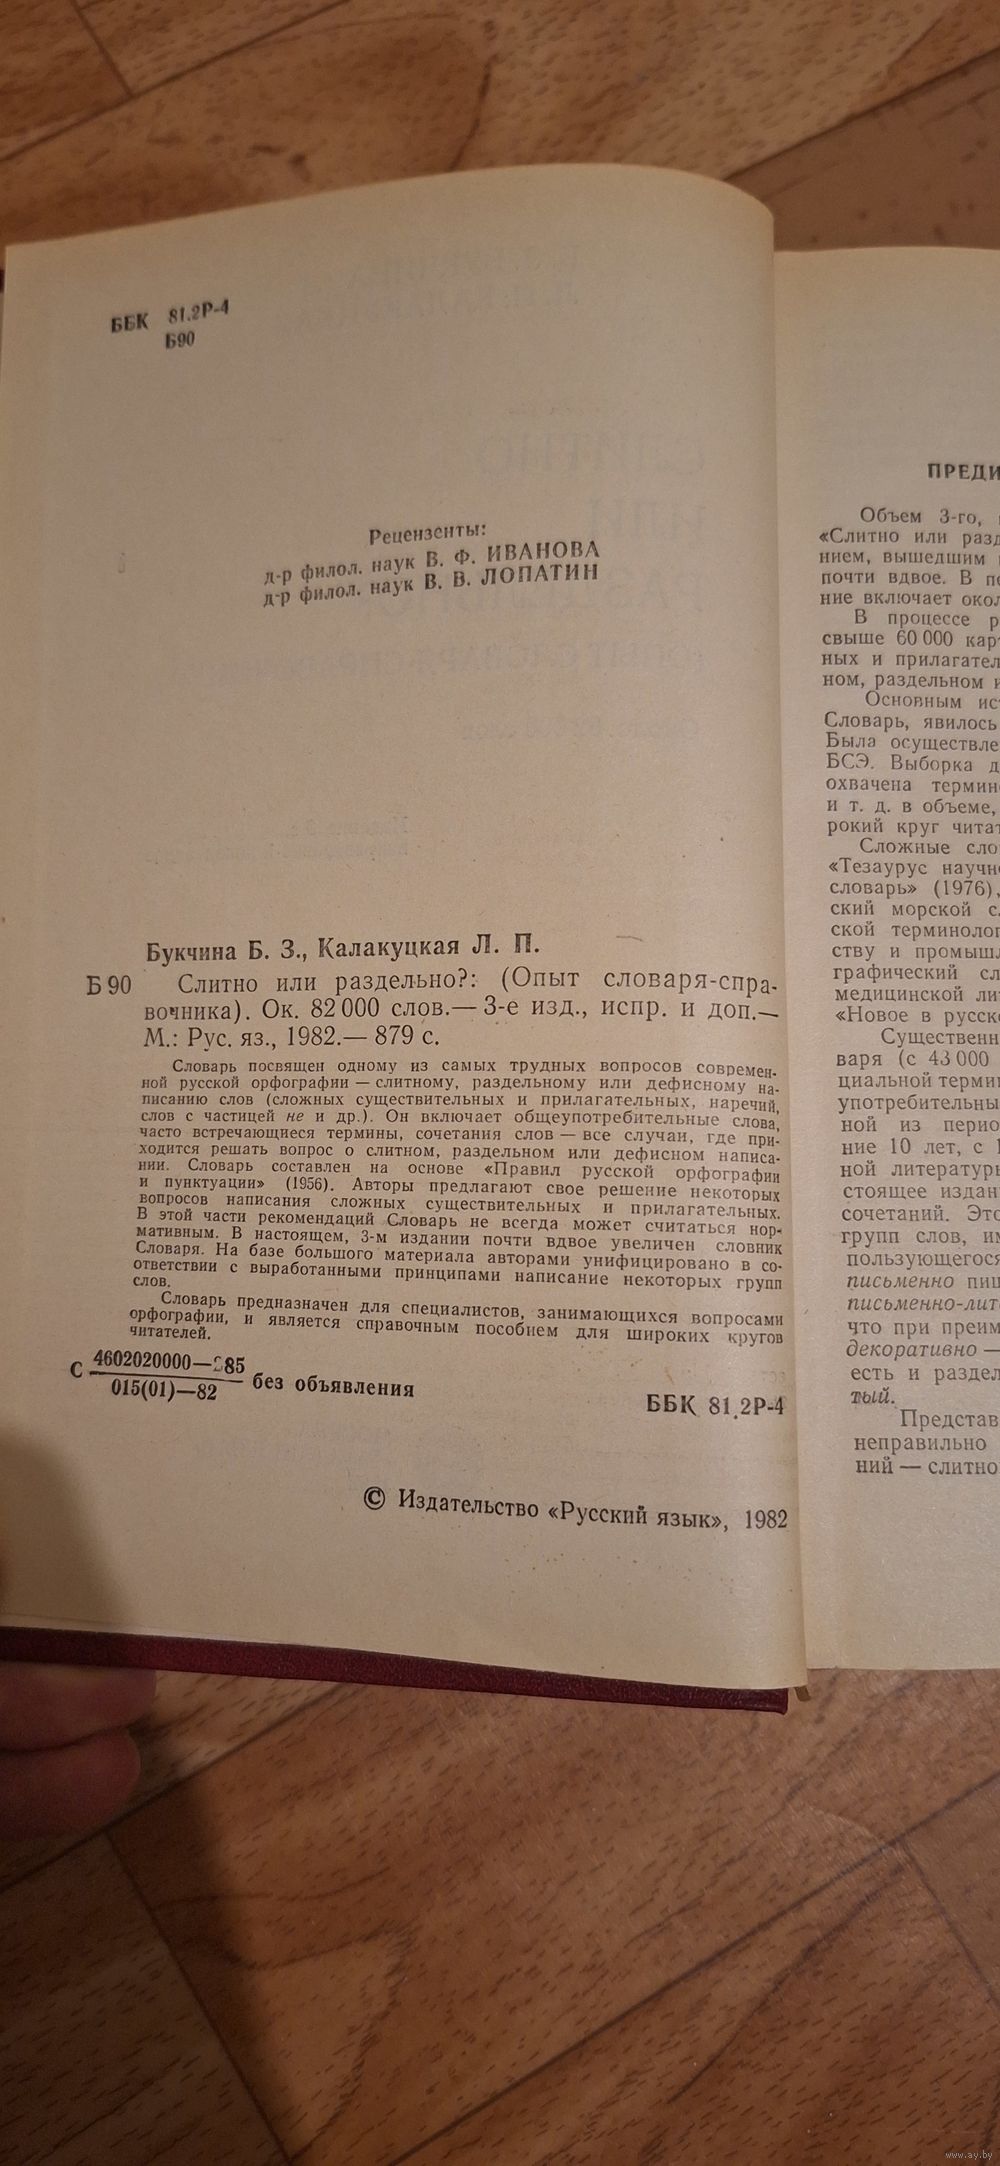 ББК 81.2Р-4
Б90
Рецензенты:
д-р филол. наук В. Ф. ИВАНОВА
д-р филол. наук В. В. ЛОПАТИН
Букчина Б. З., Калакуцкая Л. П.
Б 90 Слитно или раздельно?: (Опыт словаря-спра-
вочника). Ок. 82 000 слов.— 3-е изд., испр. и доп.—
М.: Рус. яз., 1982.— 879 с.
Словарь посвящен одному из самых трудных вопросов современ-
ной русской орфографии — слитному, раздельному или дефисному на-
писанию слов (сложных существительных и прилагательных, наречий,
слов с частицей не и др.). Он включает общеупотребительные слова,
часто встречающиеся термины, сочетания слов — все случаи, где при-
ходится решать вопрос о слитном, раздельном или дефисном написа-
нии. Словарь составлен на основе «Правил русской орфографии
и пунктуации» (1956). Авторы предлагают свое решение некоторых
вопросов написания сложных существительных и прилагательных.
В этой части рекомендаций Словарь не всегда может считаться нор-
мативным. В настоящем, 3-м издании почти вдвое увеличен словник
Словаря. На базе большого материала авторами унифицировано в со-
ответствии с выработанными принципами написание некоторых групп
слов.
Словарь предназначен для специалистов, занимающихся вопросами
орфографии, и является справочным пособием для широких кругов
читателей.
С 4602020000— 85
015(01)—82 без объявления
ББК 81.2Р-4
© Издательство «Русский язык», 1982
ПРЕДИ
Объем 3-го,
«Слитно или разд
нием, вышедшим
почти вдвое. В по
ние включает окол
В процессе р
свыше 60 000 карт
ных и прилагател
ном, раздельном и
Основным ист
Словарь, явилось
Была осуществле
БСЭ. Выборка д
охвачена термин
и т. д. в объеме,
рокий круг читат
Сложные сло
«Тезаурус научн
словарь» (1976),
ский морской с
ской терминолог
ству и промышл
графический сл
медицинской ли
«Новое в русск
Существенн
варя (с 43 000
циальной терми
употребительны
ной из перио
ние 10 лет, с 1
ной литературы
стоящее издан
сочетаний. Это
групп слов, им
пользующегося
письменно пиш
письменно-лит
что при преим
декоративно —
есть и раздел
тый.
Представ
неправильно
ний — слитно
www.ay.by